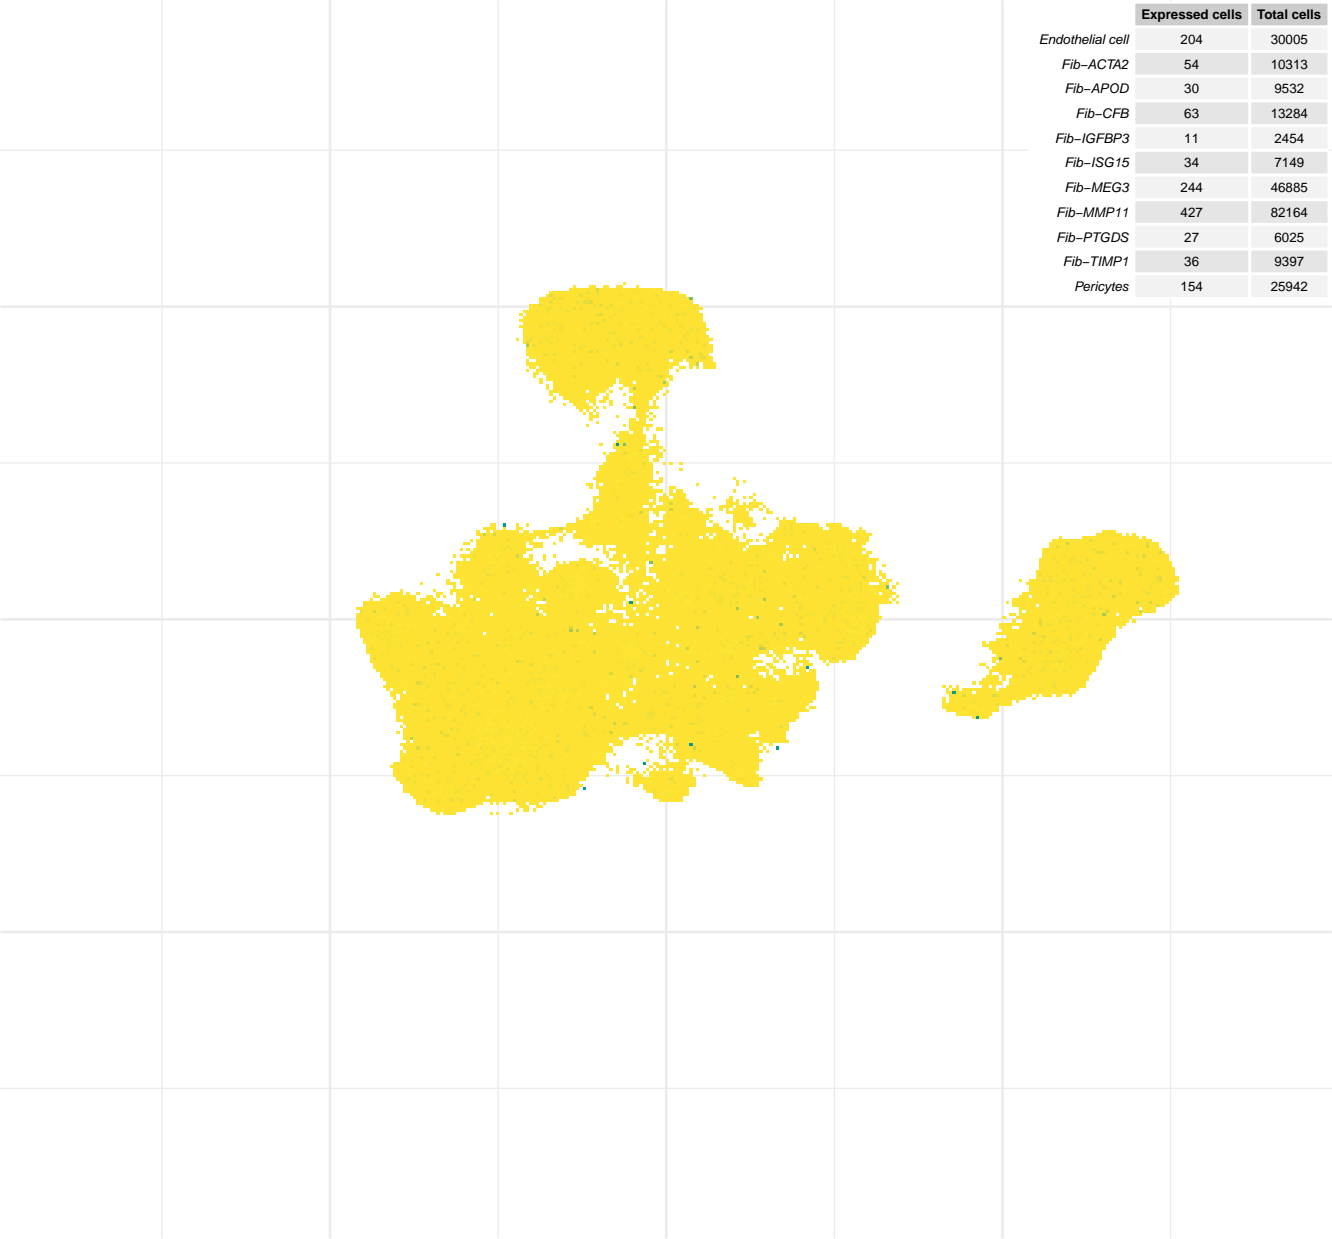 Expressed cells Total cells
Endothelial cell 204 30005
Fib−ACTA2 54 10313
Fib−APOD 30 9532
Fib−CFB 63 13284
Fib−IGFBP3 11 2454
Fib−ISG15 34 7149
Fib−MEG3 244 46885
Fib−MMP11 427 82164
Fib−PTGDS 27 6025
Fib−TIMP1 36 9397
Pericytes 154 25942